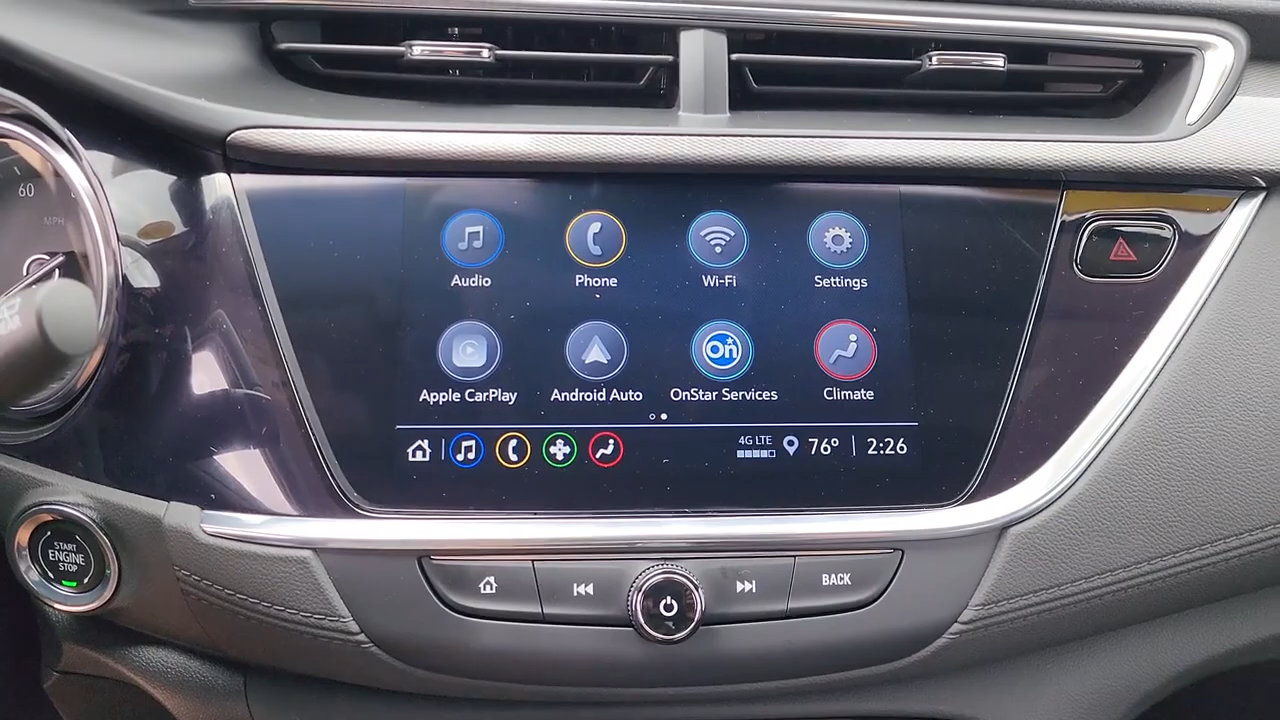 60
MPH
Audio
Phone
Wi-Fi
Settings
Apple CarPlay
Android Auto
On
OnStar Services
Climate
4G LTE
76°
2:26
START
ENGINE
STOP
BACK